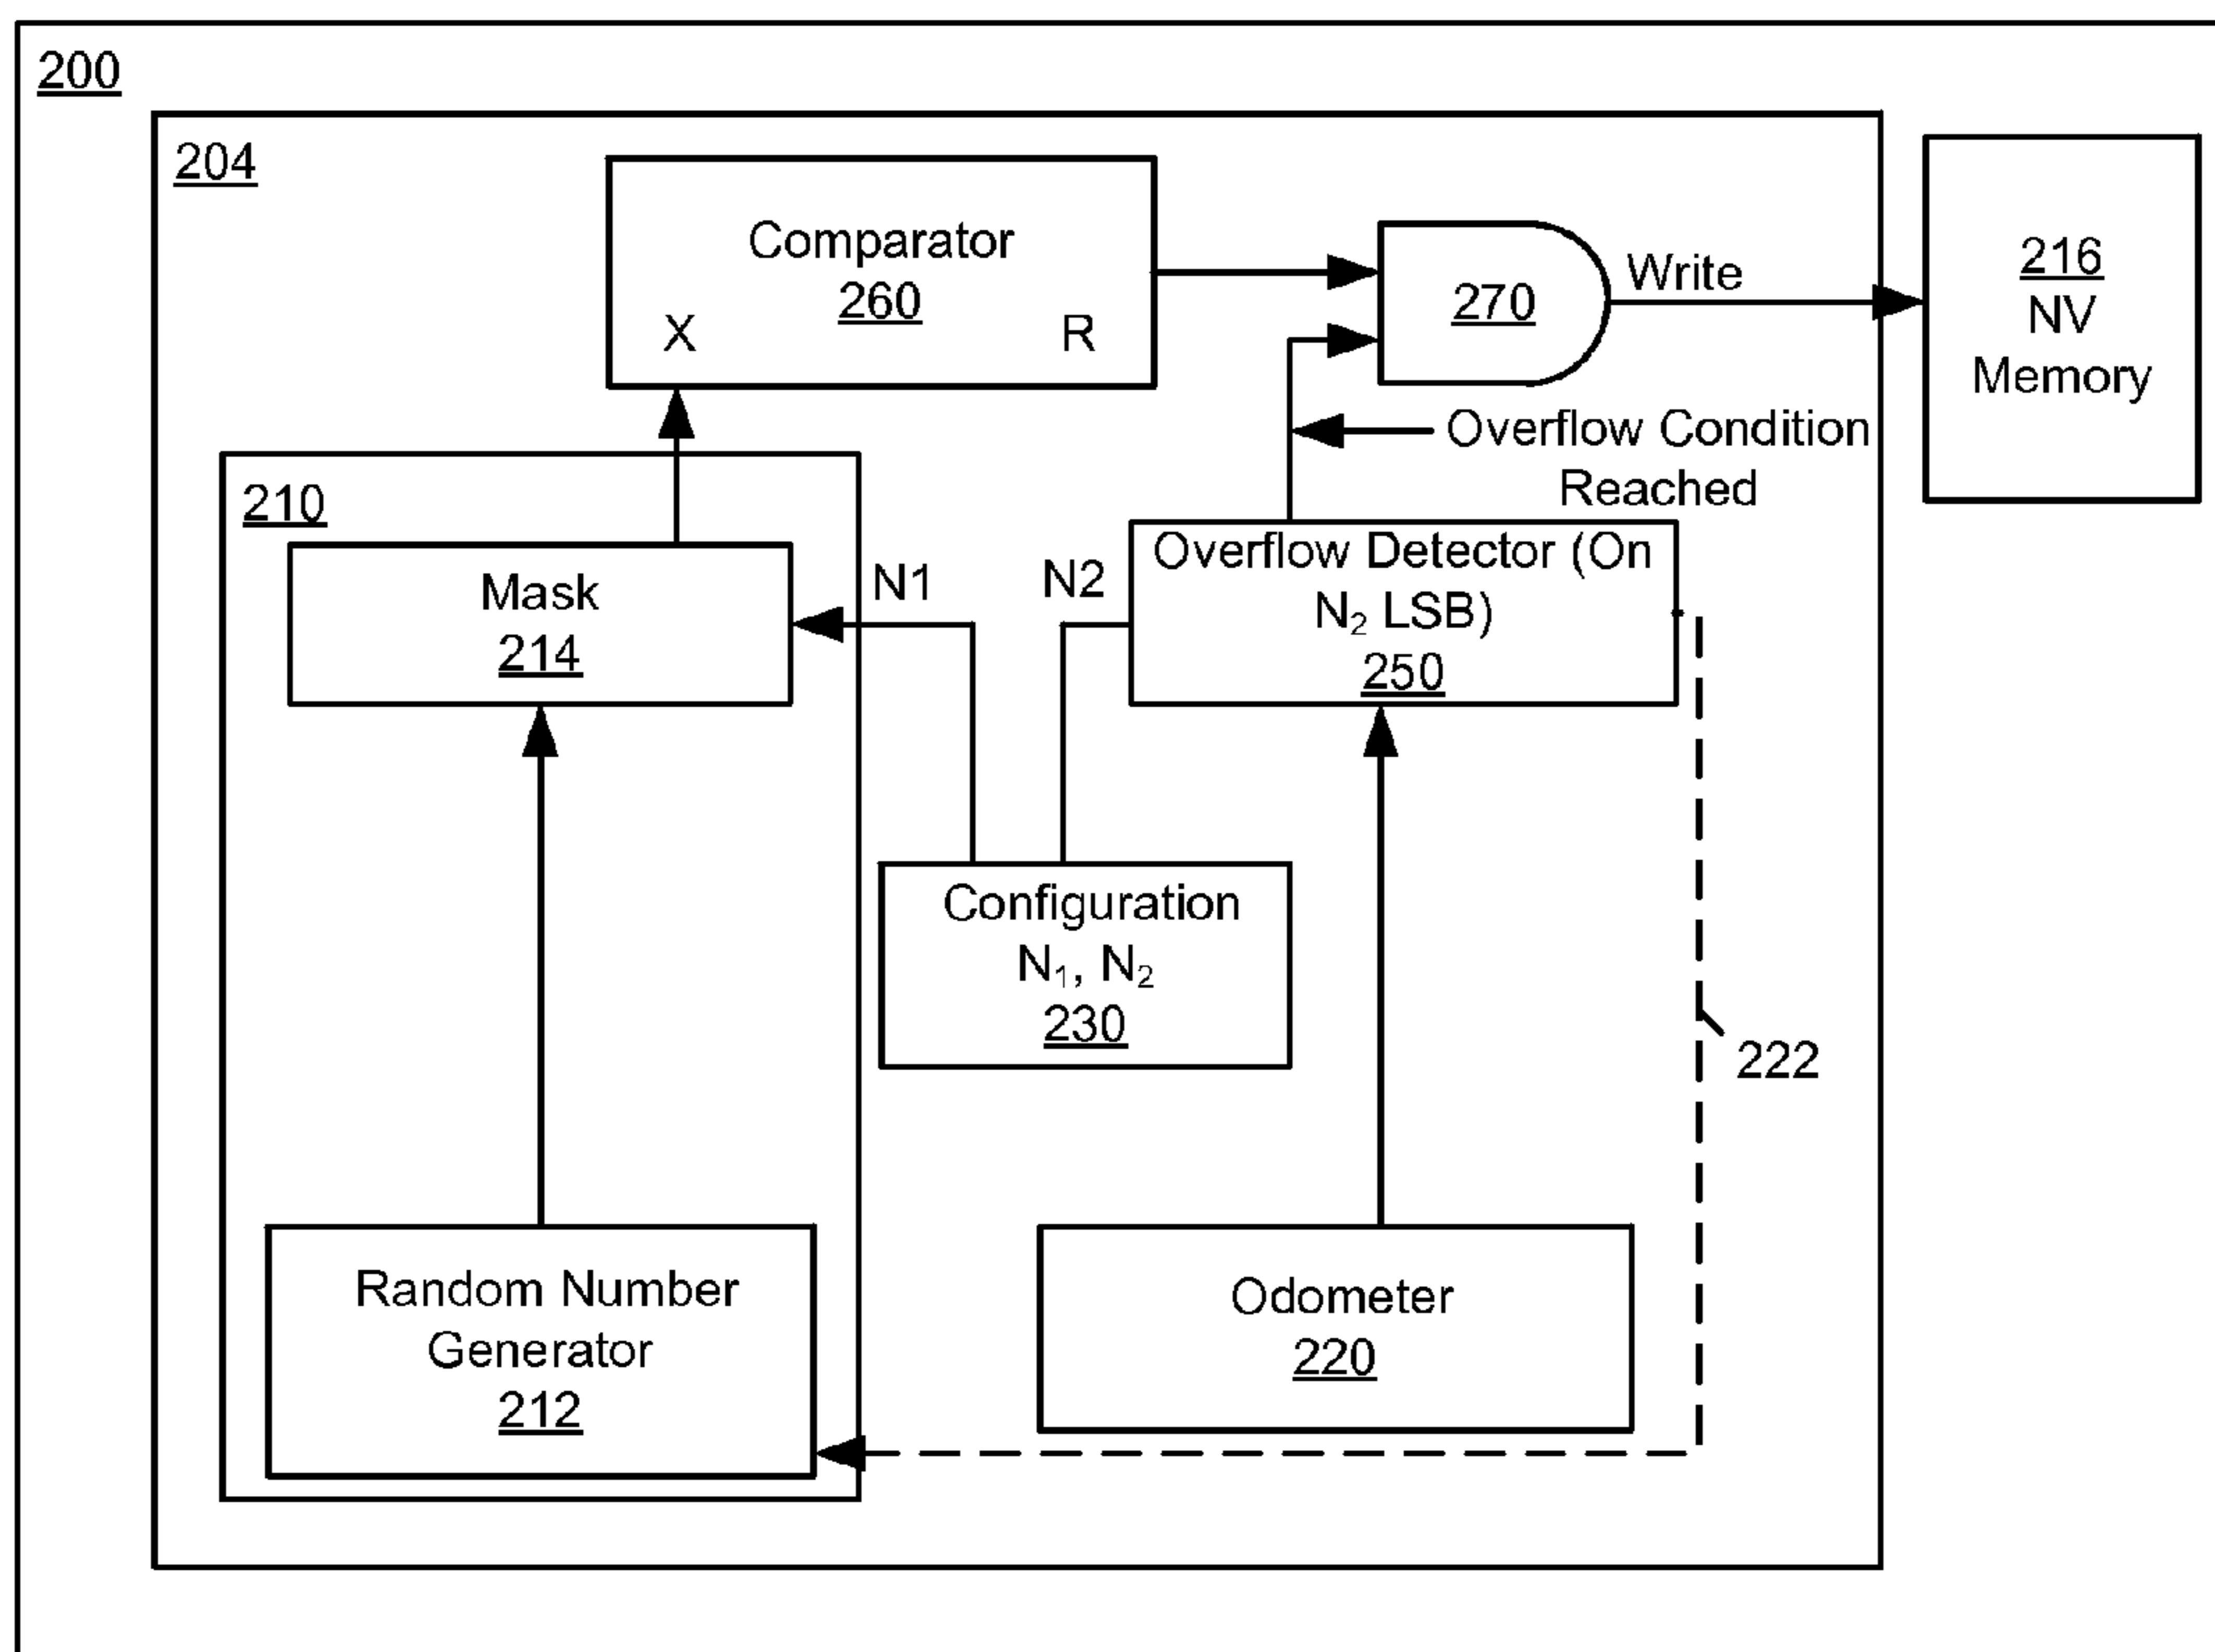 200
204
Comparator
260
X R
270
Write
216
NV
Memory
Overflow Condition
Reached
210
Mask
214
N1
N2
Overflow Detector (On
N₂ LSB)
250
Configuration
N₁, N₂
230
222
Random Number
Generator
212
Odometer
220